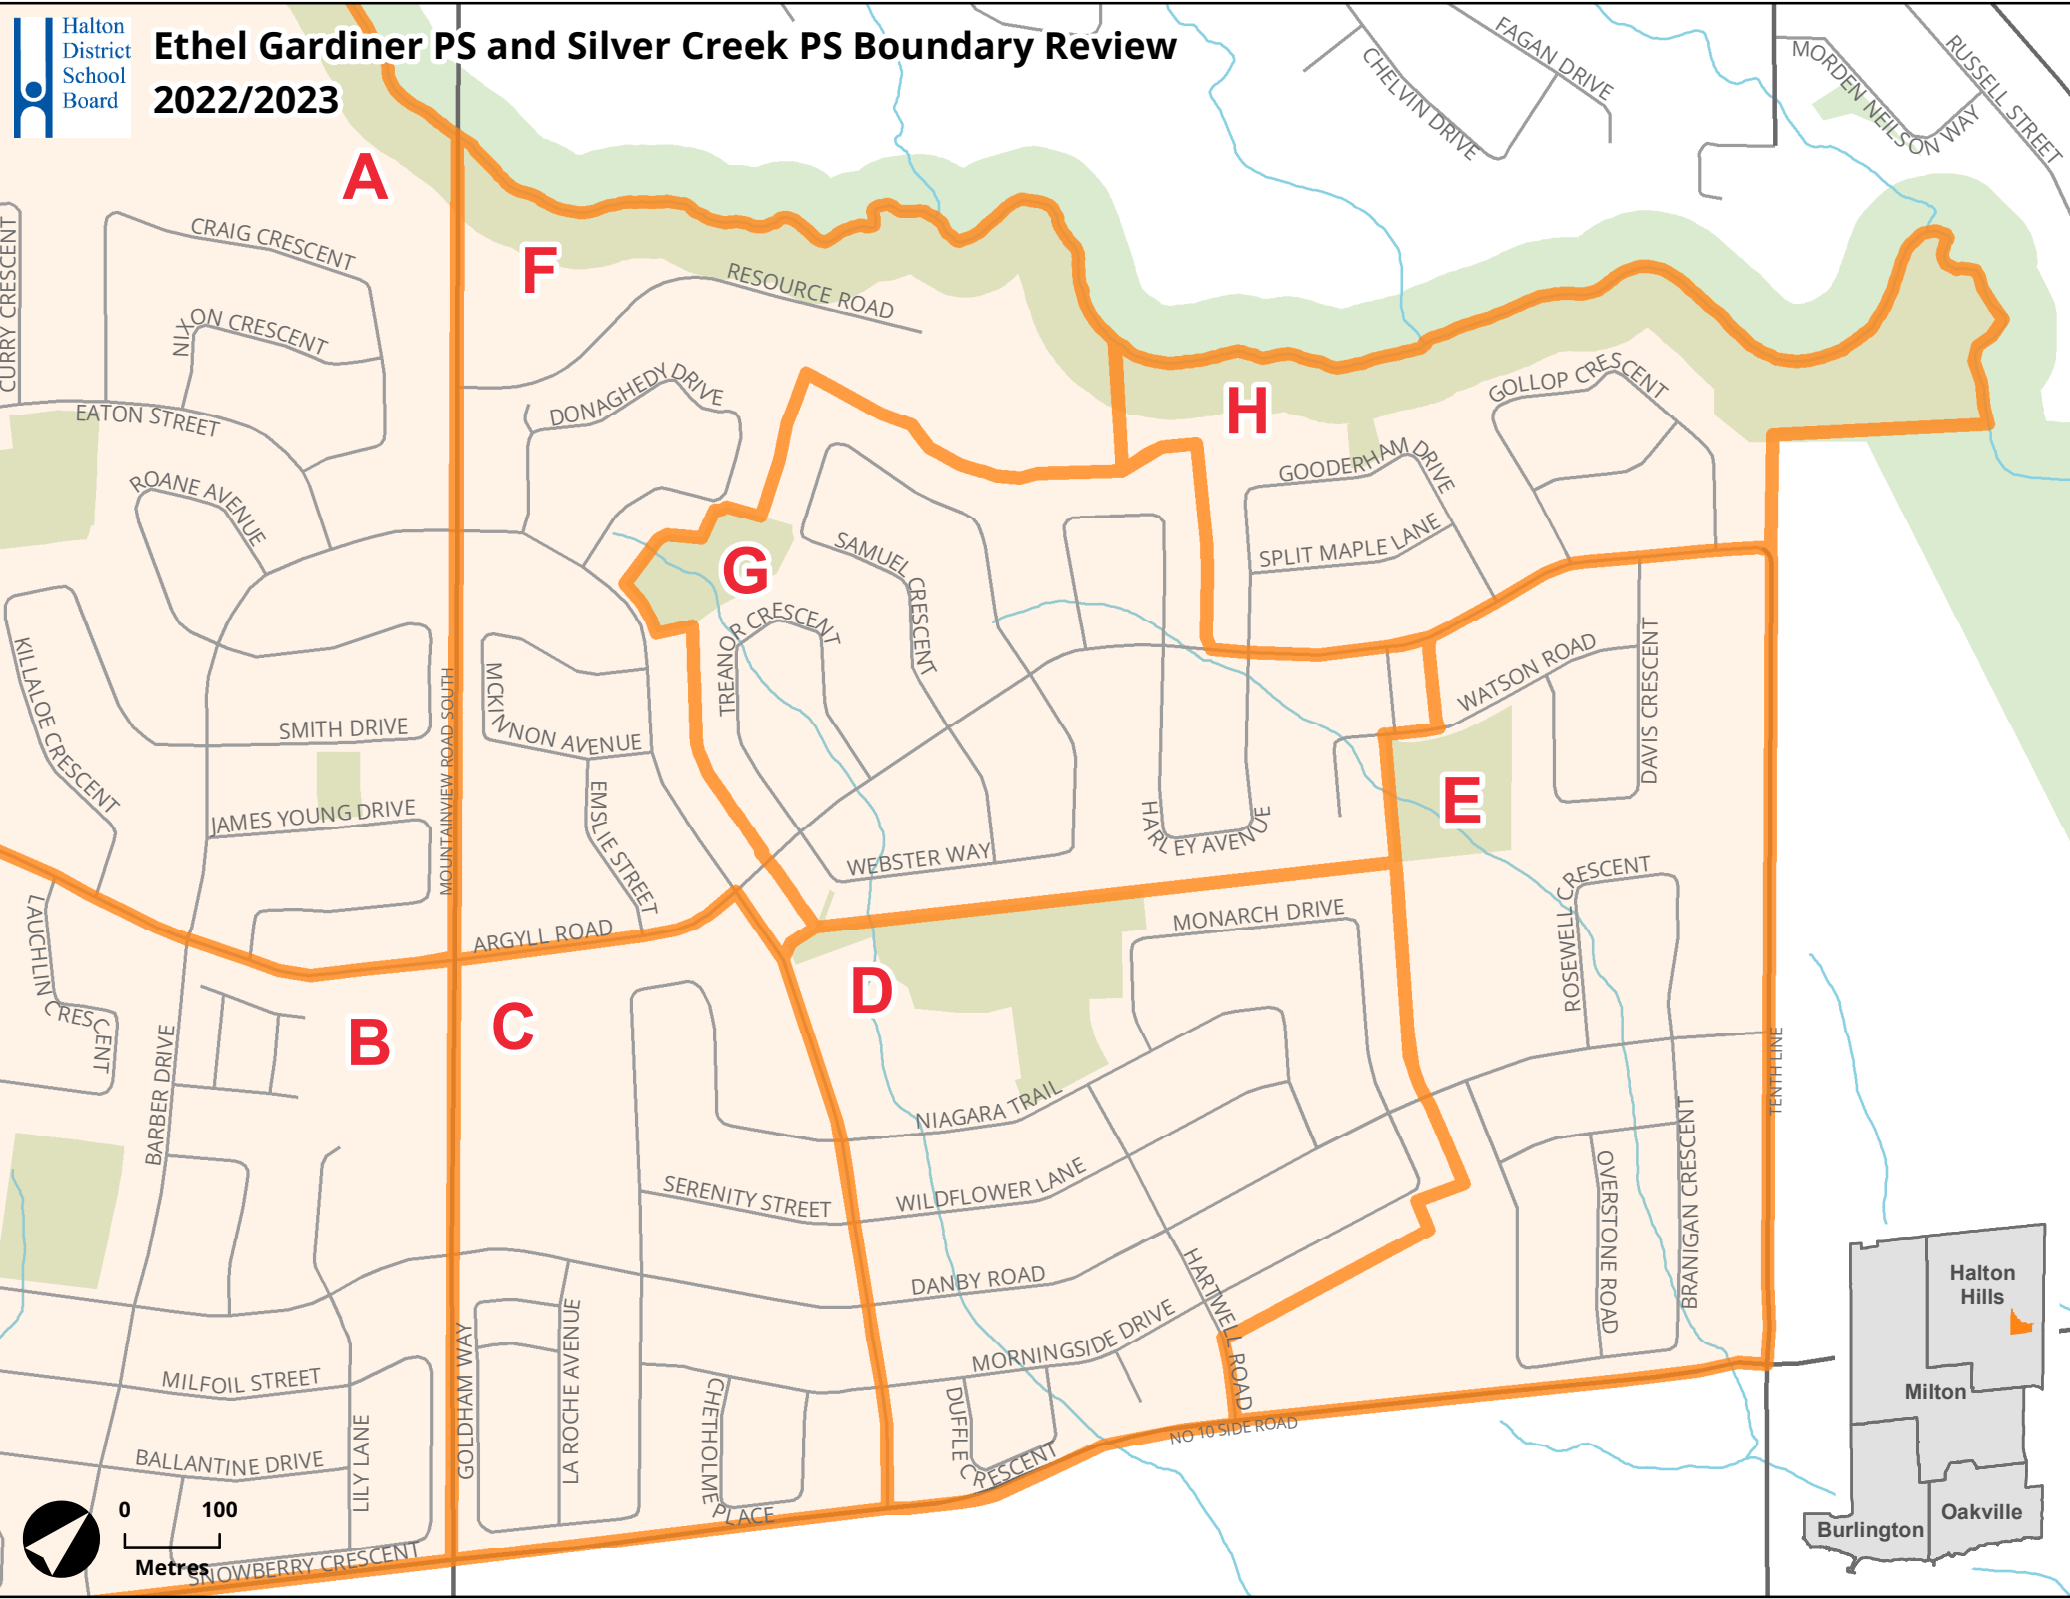 Halton
District
School
Board
Ethel Gardiner PS and Silver Creek PS Boundary Review
2022/2023
FAGAN DRIVE
CHELVIN DRIVE
MORDEN NEILSON WAY
RUSSELL STREET
A
CURRY CRESCENT
CRAIG CRESCENT
NIXON CRESCENT
EATON STREET
ROANE AVENUE
F
RESOURCE ROAD
DONAGHEDY DRIVE
H
GOLLOP CRESCENT
GOODERHAM DRIVE
SPLIT MAPLE LANE
G
SAMUEL CRESCENT
TREANOR CRESCENT
KILLALOE CRESCENT
SMITH DRIVE
JAMES YOUNG DRIVE
MOUNTAINVIEW ROAD SOUTH
MCKINNON AVENUE
EMSLIE STREET
WATSON ROAD
DAVIS CRESCENT
E
HARLEY AVENUE
WEBSTER WAY
LAUCHLIN CRESCENT
ARGYLL ROAD
MONARCH DRIVE
ROSEWELL CRESCENT
B
C
D
BARBER DRIVE
NIAGARA TRAIL
TENTH LINE
SERENITY STREET
WILDFLOWER LANE
OVERSTONE ROAD
BRANIGAN CRESCENT
DANBY ROAD
HARTWELL ROAD
MORNINGSIDE DRIVE
MILFOIL STREET
GOLDHAM WAY
LA ROCHE AVENUE
CHETHOLME PLACE
DUFFLE CRESCENT
NO 10 SIDE ROAD
BALLANTINE DRIVE
LILY LANE
SNOWBERRY CRESCENT
0 100
Metres
Halton
Hills
Milton
Oakville
Burlington